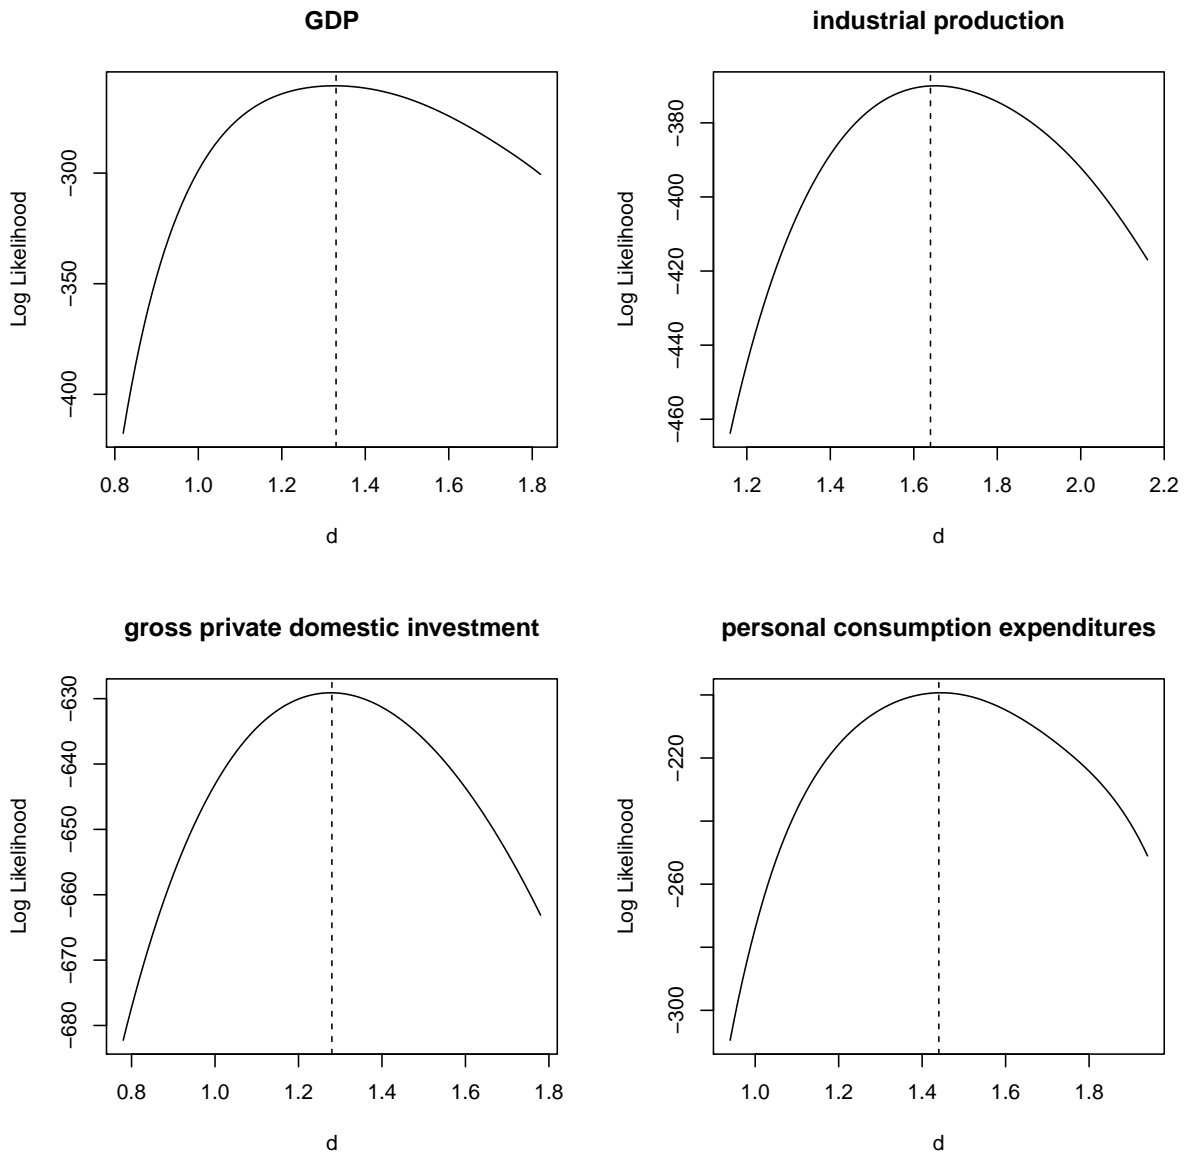 GDP
Log Likelihood
−300
−350
−400
0.8 1.0 1.2 1.4 1.6 1.8
d
industrial production
Log Likelihood
−380
−400
−420
−440
−460
1.2 1.4 1.6 1.8 2.0 2.2
d
gross private domestic investment
Log Likelihood
−630
−640
−650
−660
−670
−680
0.8 1.0 1.2 1.4 1.6 1.8
d
personal consumption expenditures
Log Likelihood
−220
−260
−300
1.0 1.2 1.4 1.6 1.8
d